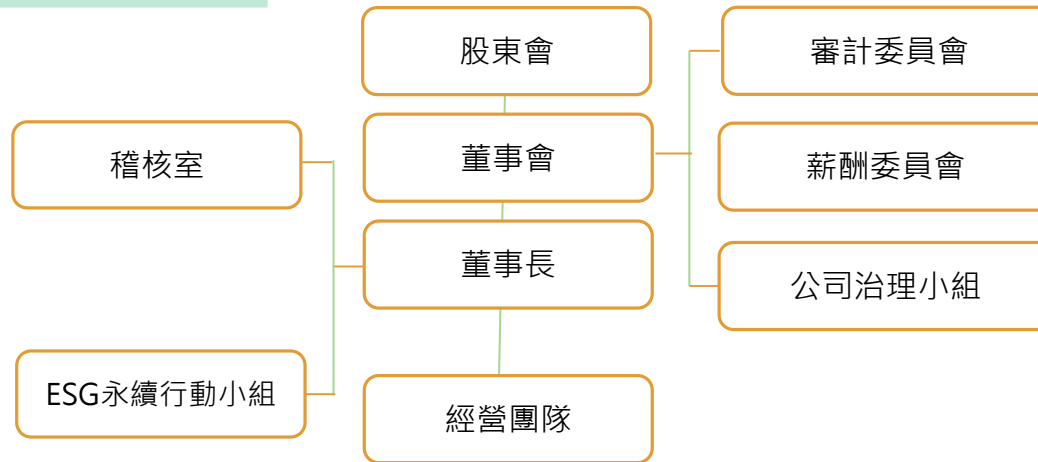 股東會
審計委員會
稽核室
董事會
薪酬委員會
董事長
公司治理小組
ESG永續行動小組
經營團隊